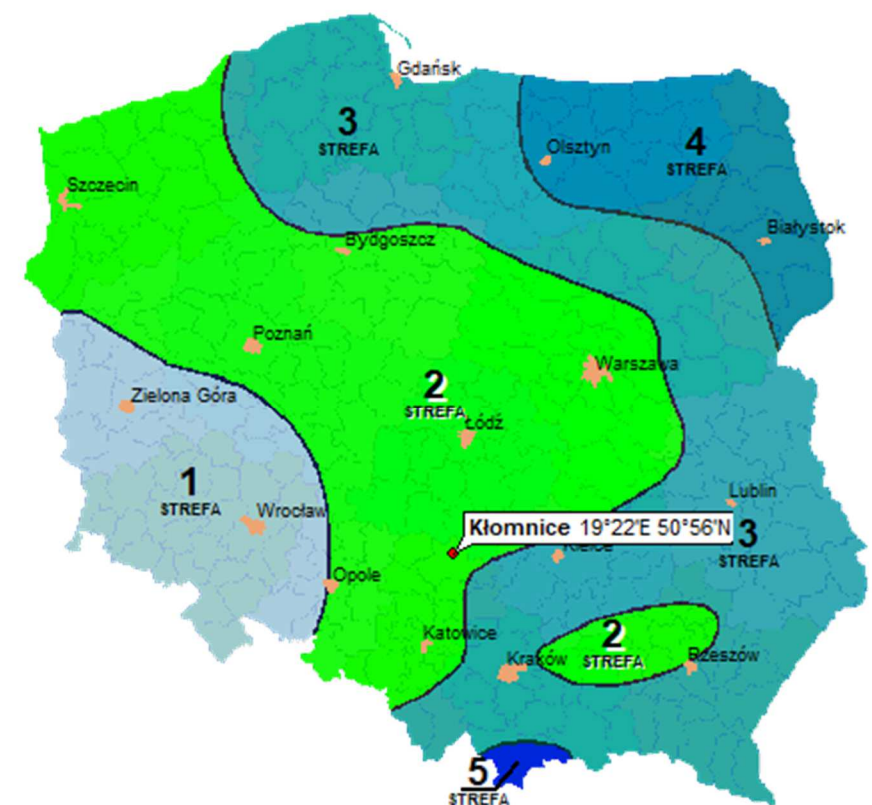 Gdańsk
3
STREFA
4
STREFA
Olsztyn
Szczecin
Białystok
Bydgoszcz
Poznań
Warszawa
2
STREFA
Zielona Góra
Łódź
1
STREFA
Wrocław
Lublin
Kłomnice 19°22'E 50°56'N
3
STREFA
Kielce
Opole
Katowice
2
STREFA
Kraków
Rzeszów
5
STREFA